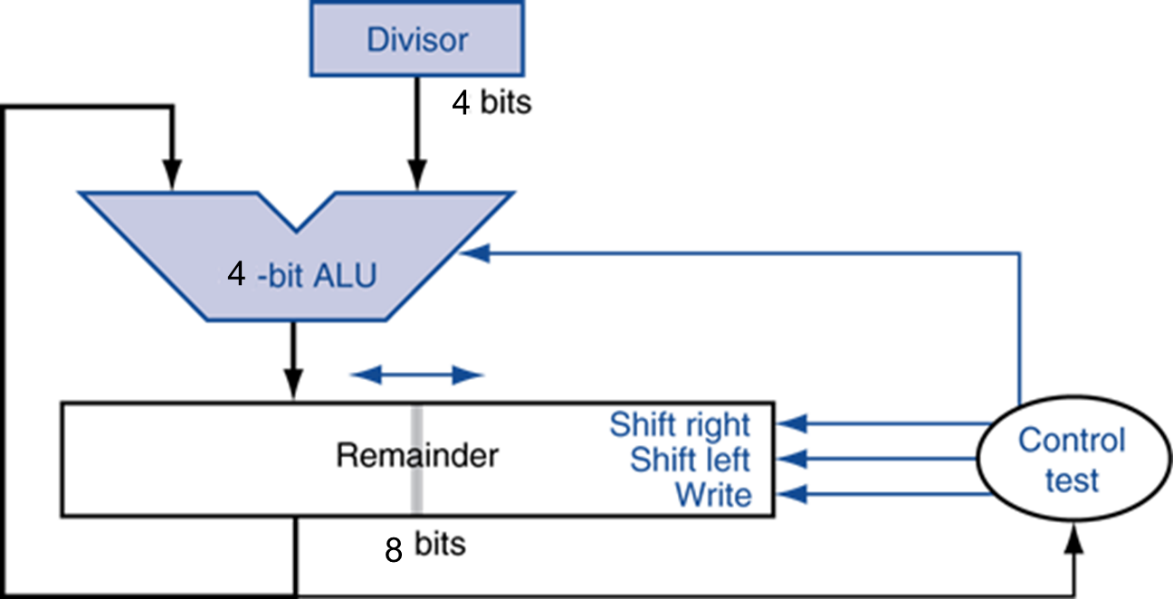 Divisor
4 bits
4 -bit ALU
Remainder
Shift right
Shift left
Write
Control
test
8 bits